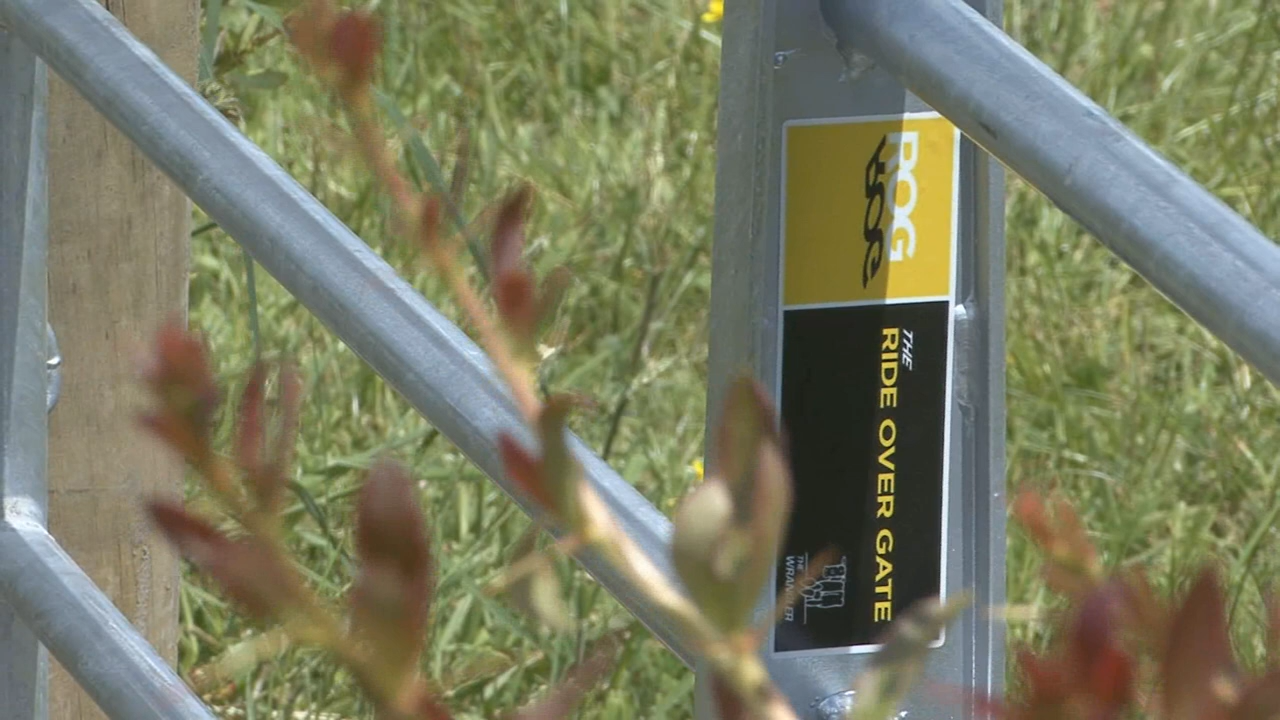 ROG
THE
RIDE OVER GATE
THE
WRANGLER